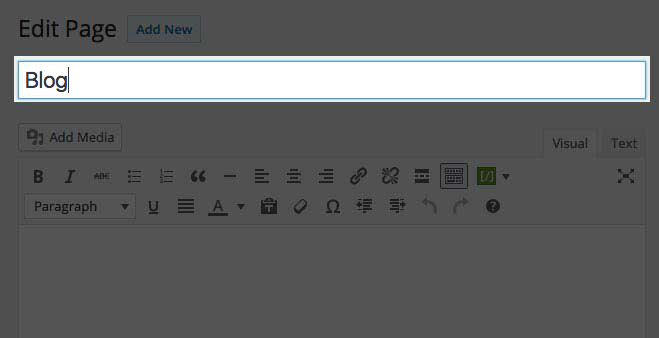 Edit Page Add New
Blog
Add Media
Visual Text
B I ABC [/]
Paragraph U A T Ω ?